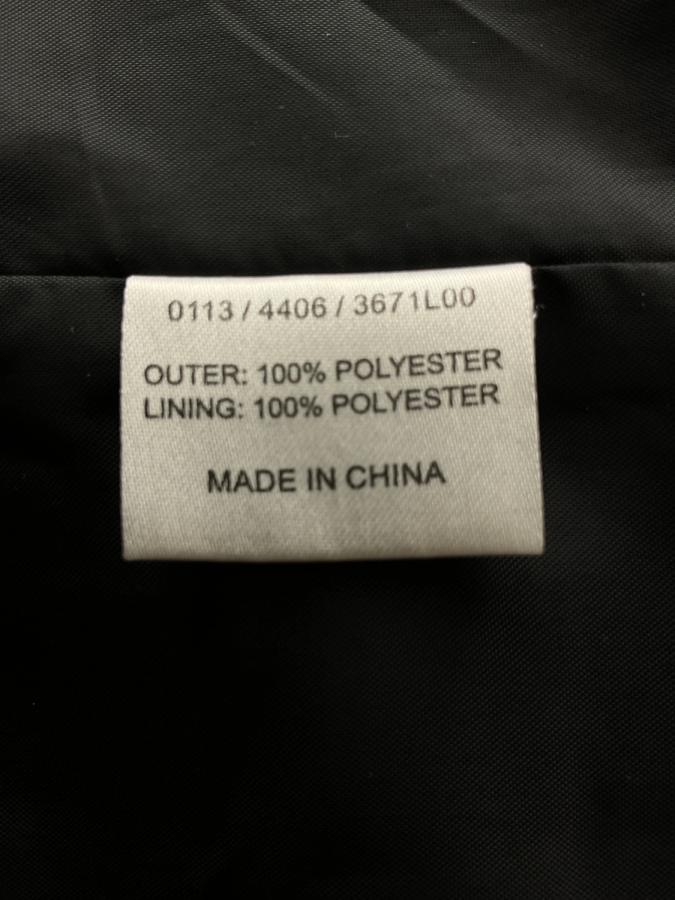 0113 / 4406 / 3671L00
OUTER: 100% POLYESTER
LINING: 100% POLYESTER
MADE IN CHINA